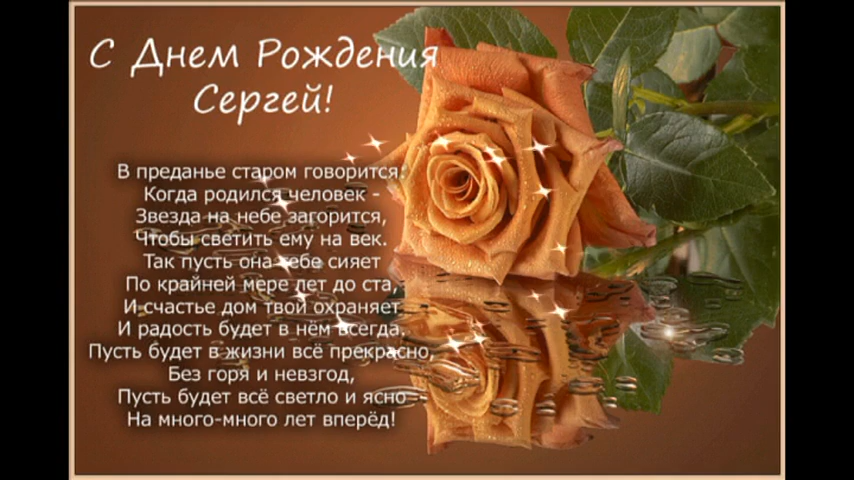 С Днем Рождения
Сергей!
В преданье старом говорится:
Когда родился человек -
Звезда на небе загорится,
Чтобы светить ему на век.
Так пусть она тебе сияет
По крайней мере лет до ста,
И счастье дом твой охраняет
И радость будет в нём всегда.
Пусть будет в жизни всё прекрасно,
Без горя и невзгод,
Пусть будет всё светло и ясно
На много-много лет вперёд!